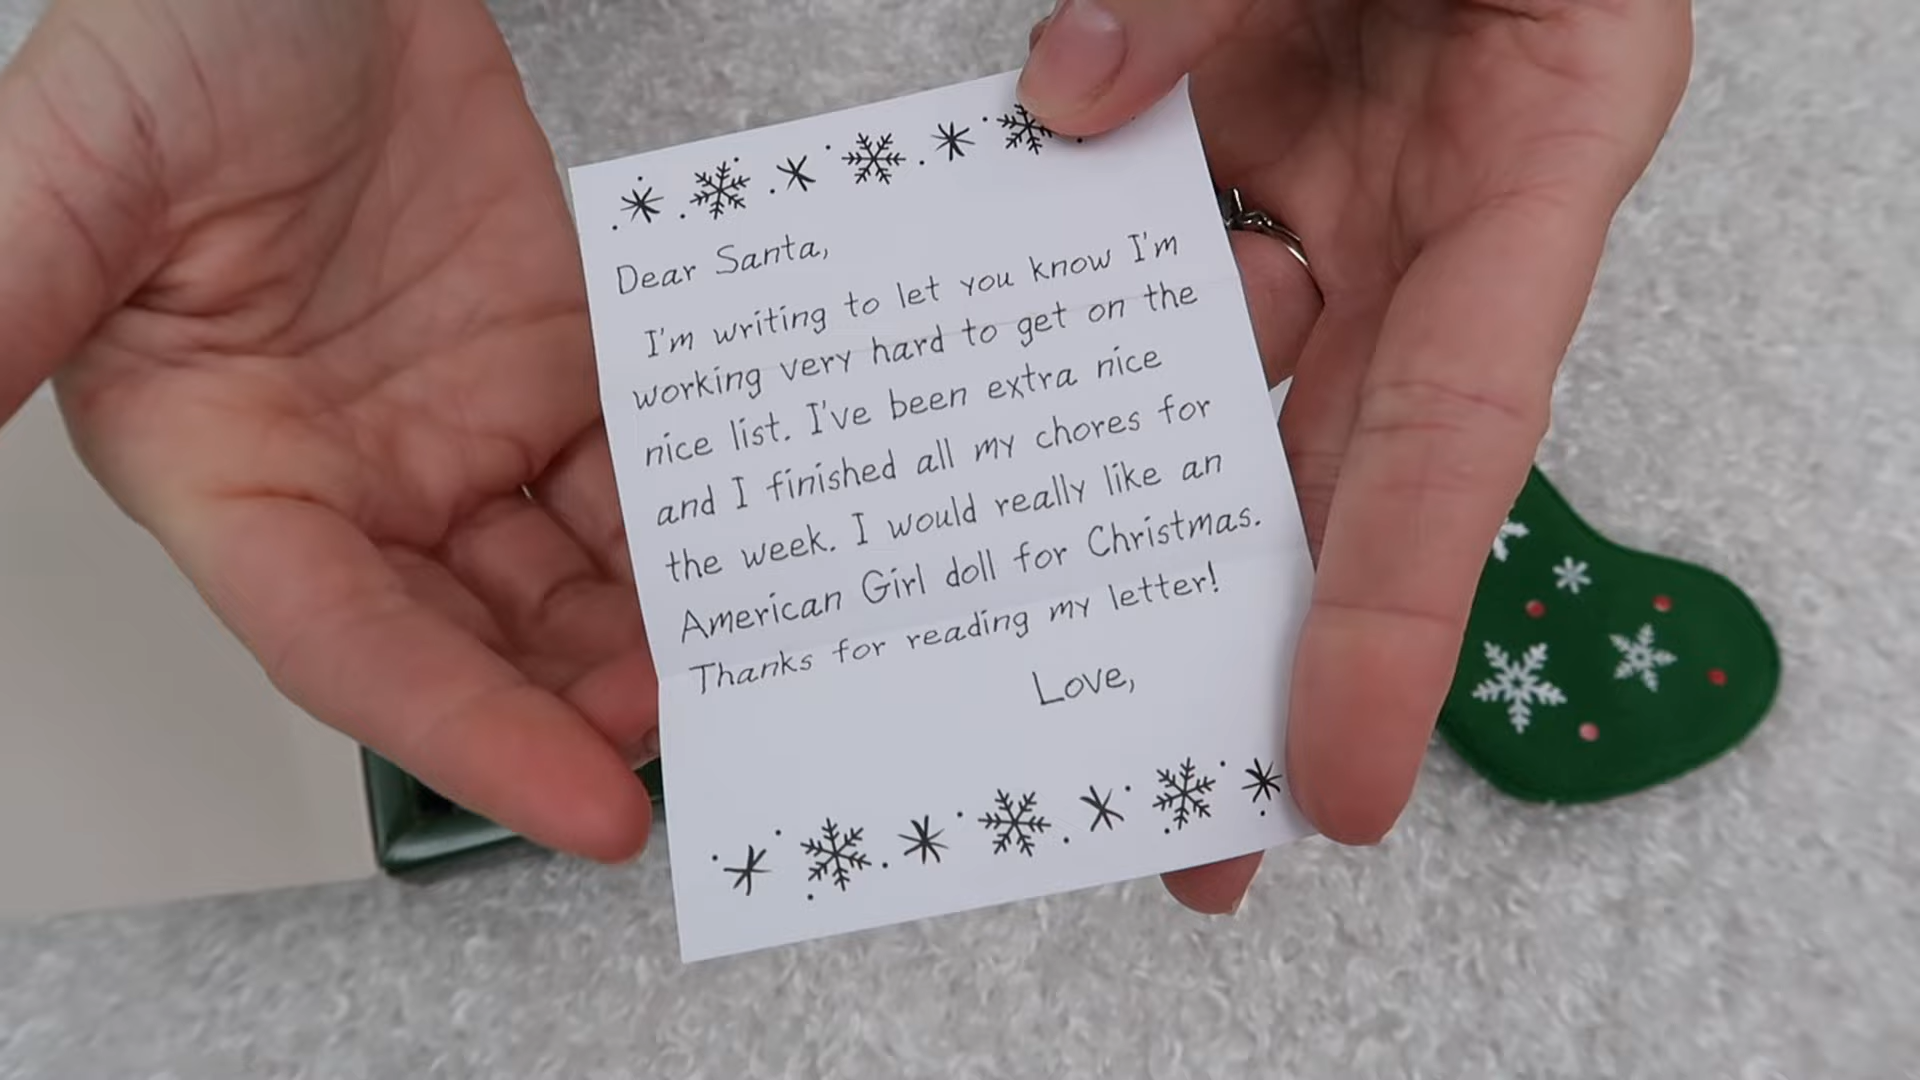 Dear Santa,
I'm writing to let you know I'm
working very hard to get on the
nice list. I've been extra nice
and I finished all my chores for
the week. I would really like an
American Girl doll for Christmas.
Thanks for reading my letter!
Love,